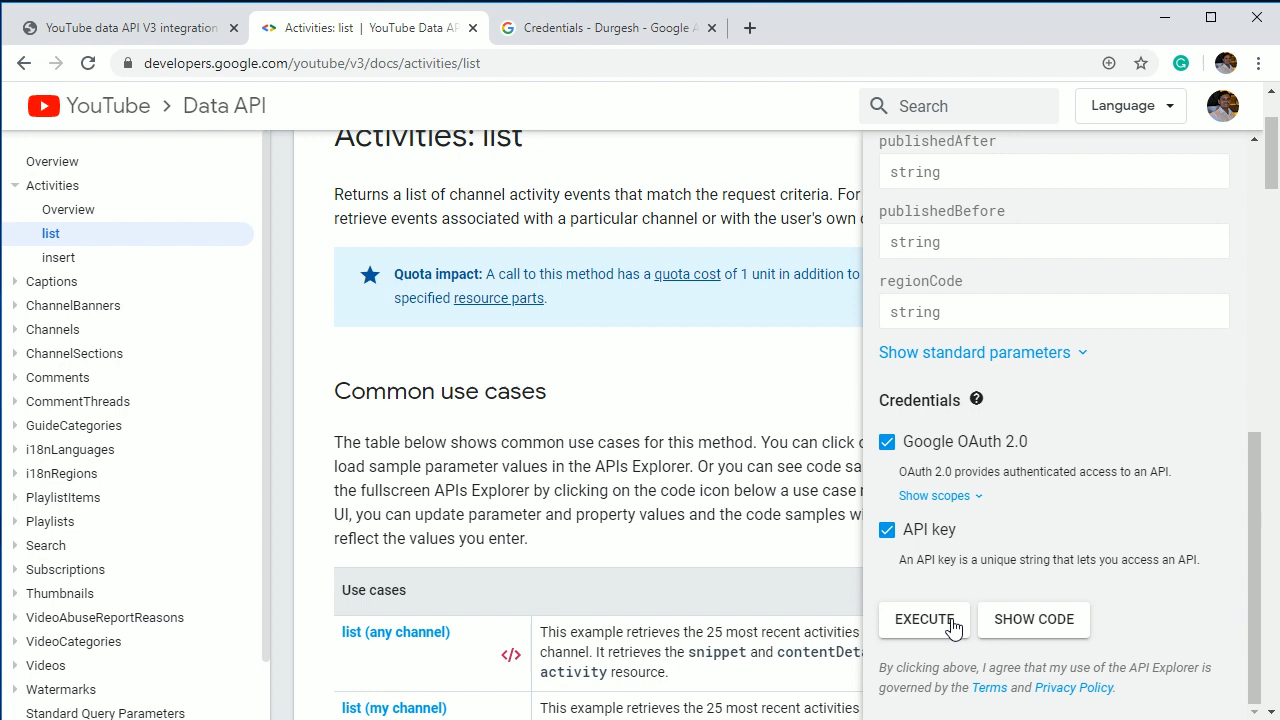 YouTube data API V3 integration
Activities: list | YouTube Data AP
Credentials - Durgesh - Google A
developers.google.com/youtube/v3/docs/activities/list
YouTube > Data API
Search
Language
Overview
Activities
Overview
list
insert
Captions
ChannelBanners
Channels
ChannelSections
Comments
CommentThreads
GuideCategories
i18nLanguages
i18nRegions
PlaylistItems
Playlists
Search
Subscriptions
Thumbnails
VideoAbuseReportReasons
VideoCategories
Videos
Watermarks
Standard Query Parameters
Activities: list
Returns a list of channel activity events that match the request criteria. For
retrieve events associated with a particular channel or with the user's own
Quota impact: A call to this method has a quota cost of 1 unit in addition to
specified resource parts.
Common use cases
The table below shows common use cases for this method. You can click
load sample parameter values in the APIs Explorer. Or you can see code sa
the fullscreen APIs Explorer by clicking on the code icon below a use case
UI, you can update parameter and property values and the code samples wi
reflect the values you enter.
Use cases
list (any channel)
</>
This example retrieves the 25 most recent activities
channel. It retrieves the snippet and contentDeta
activity resource.
list (my channel)
This example retrieves the 25 most recent activities
publishedAfter
string
publishedBefore
string
regionCode
string
Show standard parameters
Credentials
Google OAuth 2.0
OAuth 2.0 provides authenticated access to an API.
Show scopes
API key
An API key is a unique string that lets you access an API.
EXECUTE
SHOW CODE
By clicking above, I agree that my use of the API Explorer is
governed by the Terms and Privacy Policy.